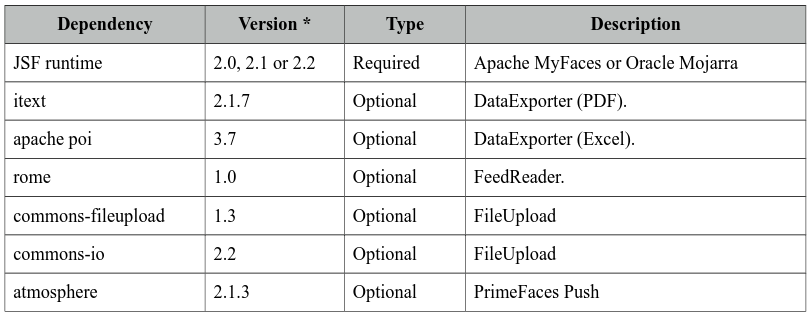 Dependency Version * Type Description
JSF runtime 2.0, 2.1 or 2.2 Required Apache MyFaces or Oracle Mojarra
itext 2.1.7 Optional DataExporter (PDF).
apache poi 3.7 Optional DataExporter (Excel).
rome 1.0 Optional FeedReader.
commons-fileupload 1.3 Optional FileUpload
commons-io 2.2 Optional FileUpload
atmosphere 2.1.3 Optional PrimeFaces Push